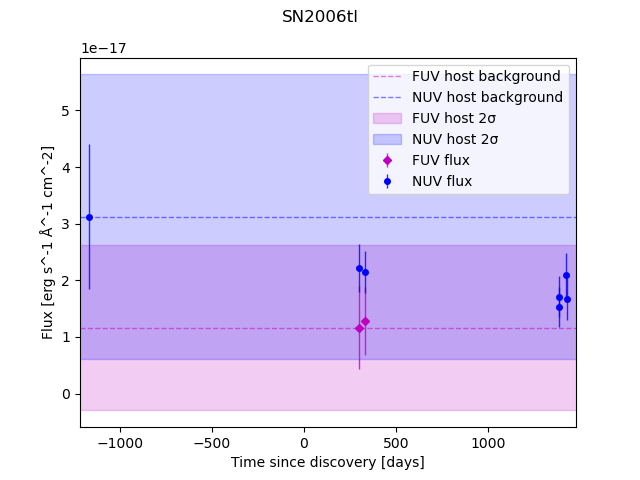 SN2006tl
1e−17
FUV host background
NUV host background
FUV host 2σ
NUV host 2σ
FUV flux
NUV flux
5
4
3
2
1
0
Flux [erg s^-1 Å^-1 cm^-2]
−1000
−500
0
500
1000
Time since discovery [days]